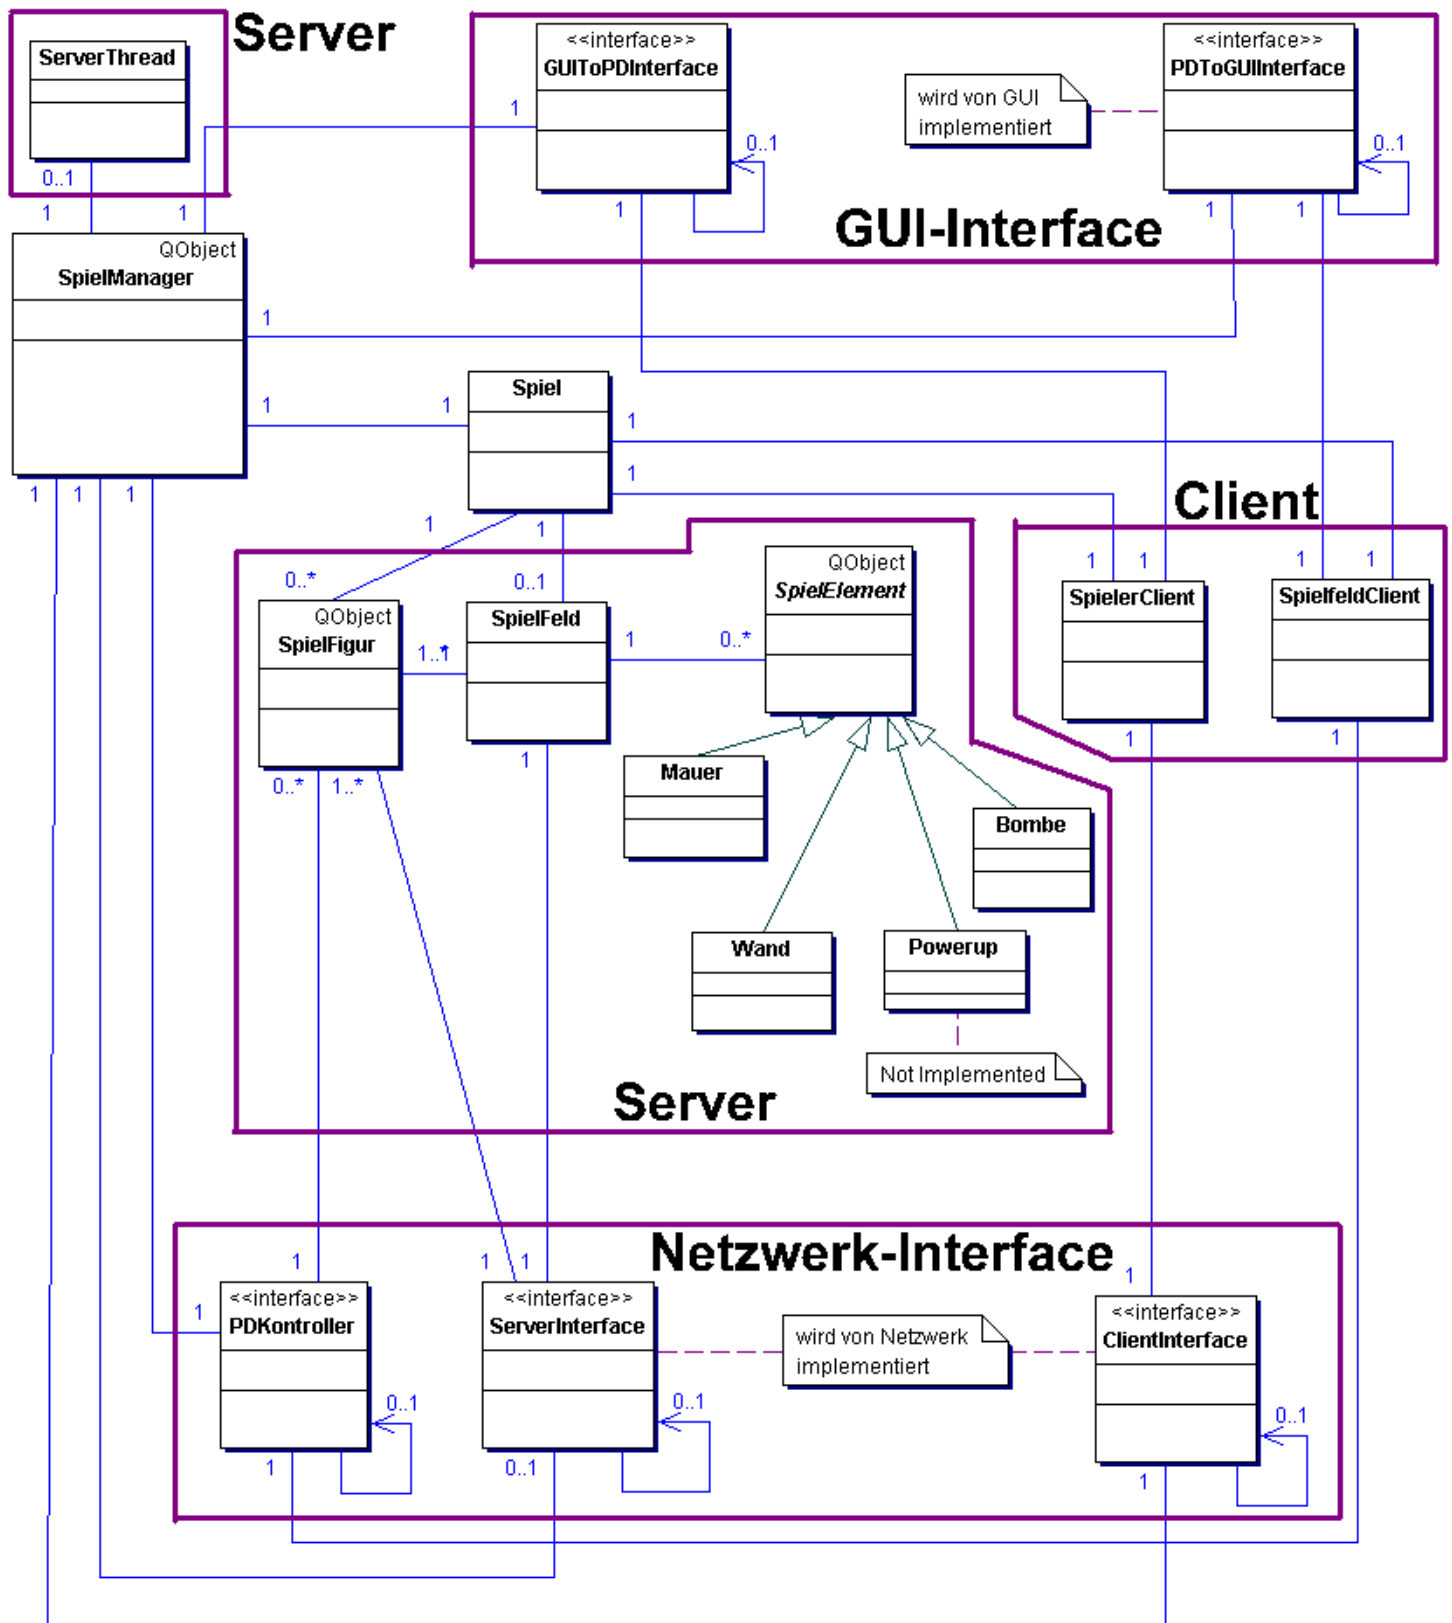 Server
ServerThread
<<interface>>
GUIToPDInterface
<<interface>>
PDToGUIInterface
wird von GUI
implementiert
1
0..1
0..1
0..1
1
1
1
1
1
GUI-Interface
QObject
SpielManager
1
1
1
Spiel
1
1
1
1
1
Client
1
1
0..*
0..1
1
1
1
1
QObject
SpielFigur
SpielFeld
QObject
SpielElement
SpielerClient
SpielfeldClient
1..*
1
1
0..*
0..*
1..*
1
1
1
Mauer
Bombe
Wand
Powerup
Not Implemented
Server
Netzwerk-Interface
1
1
1
1
1
<<interface>>
PDKontroller
<<interface>>
ServerInterface
wird von Netzwerk
implementiert
<<interface>>
ClientInterface
0..1
0..1
0..1
1
0..1
1